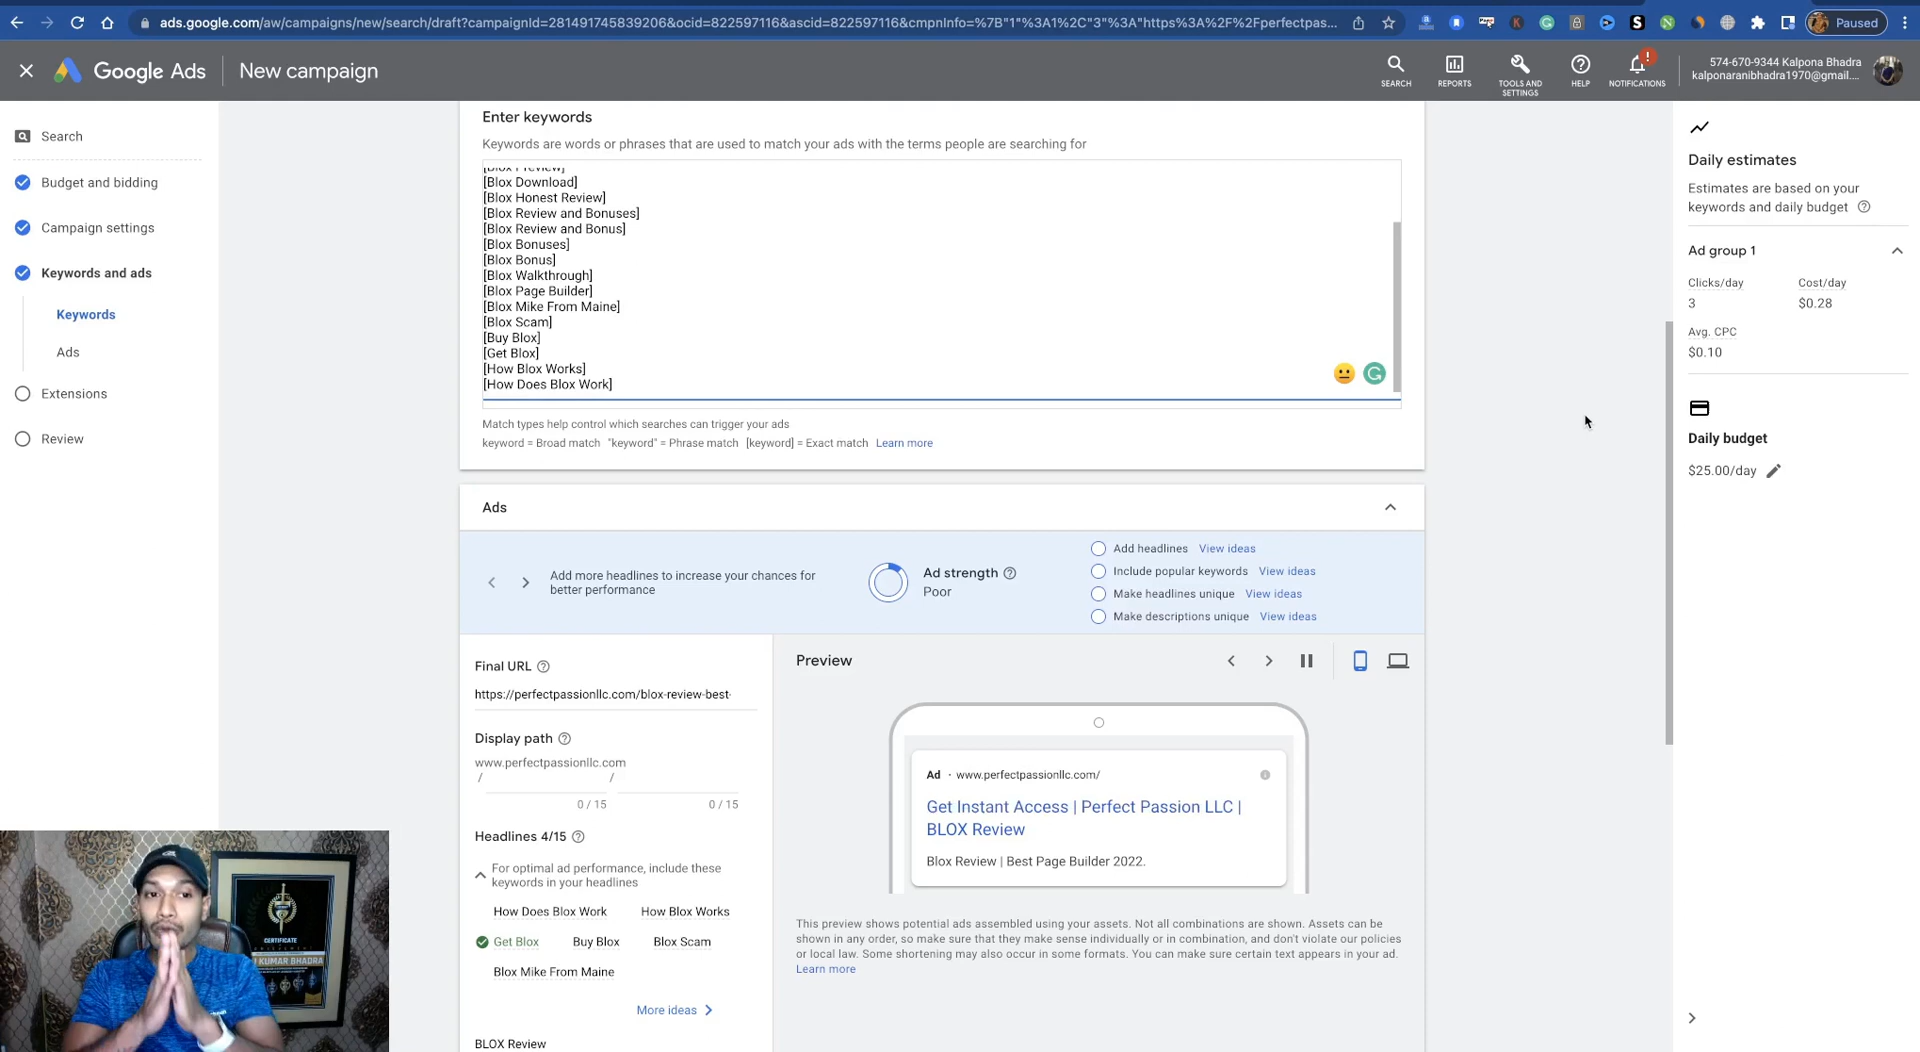 ads.google.com/aw/campaigns/new/search/draft?campaignId=281491745839206&ocid=822597116&ascid=822597116&cmpnInfo=%7B"1"%3A1%2C"3"%3A"https%3A%2F%2Fperfectpas...
Paused
Google Ads
New campaign
SEARCH
REPORTS
TOOLS AND
SETTINGS
HELP
NOTIFICATIONS
574-670-9344 Kalpona Bhadra
kalponaranibhadra1970@gmail....
Search
Budget and bidding
Campaign settings
Keywords and ads
Keywords
Ads
Extensions
Review
Enter keywords
Keywords are words or phrases that are used to match your ads with the terms people are searching for
[Blox Preview]
[Blox Download]
[Blox Honest Review]
[Blox Review and Bonuses]
[Blox Review and Bonus]
[Blox Bonuses]
[Blox Bonus]
[Blox Walkthrough]
[Blox Page Builder]
[Blox Mike From Maine]
[Blox Scam]
[Buy Blox]
[Get Blox]
[How Blox Works]
[How Does Blox Work]
Match types help control which searches can trigger your ads
keyword = Broad match "keyword" = Phrase match [keyword] = Exact match Learn more
Ads
Add more headlines to increase your chances for
better performance
Ad strength
Poor
Add headlines View ideas
Include popular keywords View ideas
Make headlines unique View ideas
Make descriptions unique View ideas
Final URL
https://perfectpassionllc.com/blox-review-best-
Display path
www.perfectpassionllc.com
/ /
0 / 15 0 / 15
Headlines 4/15
For optimal ad performance, include these
keywords in your headlines
How Does Blox Work How Blox Works
Get Blox Buy Blox Blox Scam
Blox Mike From Maine
More ideas
BLOX Review
Preview
Ad · www.perfectpassionllc.com/
Get Instant Access | Perfect Passion LLC |
BLOX Review
Blox Review | Best Page Builder 2022.
This preview shows potential ads assembled using your assets. Not all combinations are shown. Assets can be
shown in any order, so make sure that they make sense individually or in combination, and don't violate our policies
or local law. Some shortening may also occur in some formats. You can make sure certain text appears in your ad.
Learn more
Daily estimates
Estimates are based on your
keywords and daily budget
Ad group 1
Clicks/day Cost/day
3 $0.28
Avg. CPC
$0.10
Daily budget
$25.00/day
CERTIFICATE
KUMAR BHADRA